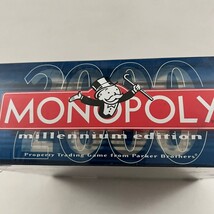 2000
MONOPOLY
millennium edition
Property Trading Game from Parker Brothers